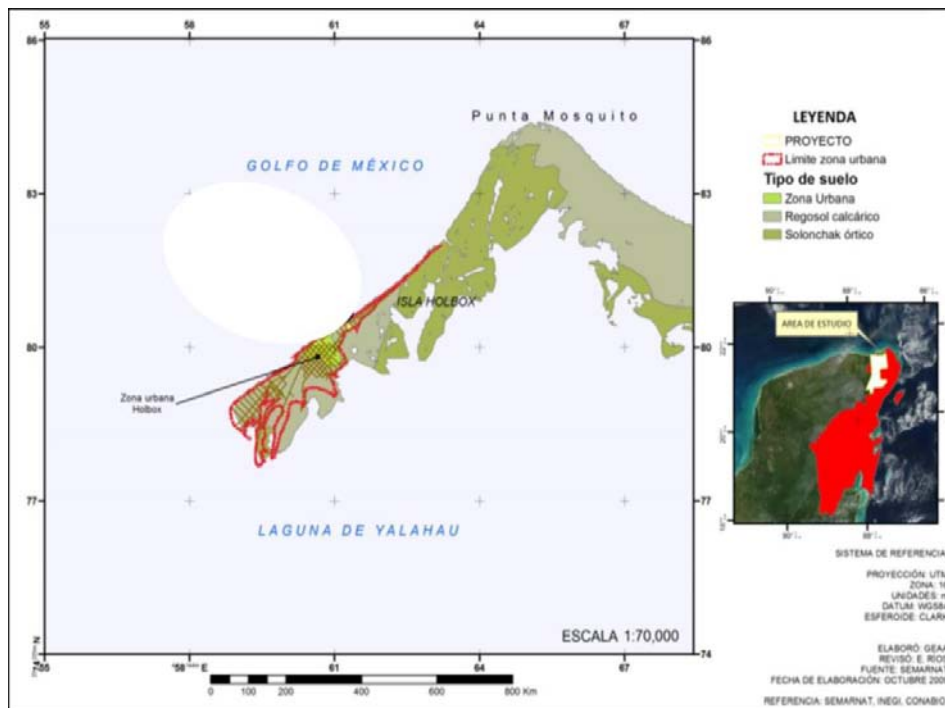 55
58
61
64
67
86
86
Punta Mosquito
GOLFO DE MÉXICO
83
83
ISLA HOLBOX
80
80
Zona urbana
Holbox
77
77
LAGUNA DE YALAHAU
ESCALA 1:70,000
74
74
55
58
E
61
64
67
0
100
200
400
600
800 Km
LEYENDA
PROYECTO
Limite zona urbana
Tipo de suelo
Zona Urbana
Regosol calcárico
Solonchak órtico
AREA DE ESTUDIO
SISTEMA DE REFERENCIA
PROYECCIÓN: UTM
ZONA: 16
UNIDADES: m
DATUM: WGS84
ESFEROIDE: CLARK
ELABORÓ: GEAA
REVISÓ: E. RÍOS
FUENTE: SEMARNAT
FECHA DE ELABORACIÓN: OCTUBRE 2009
REFERENCIA: SEMARNAT, INEGI, CONABIO